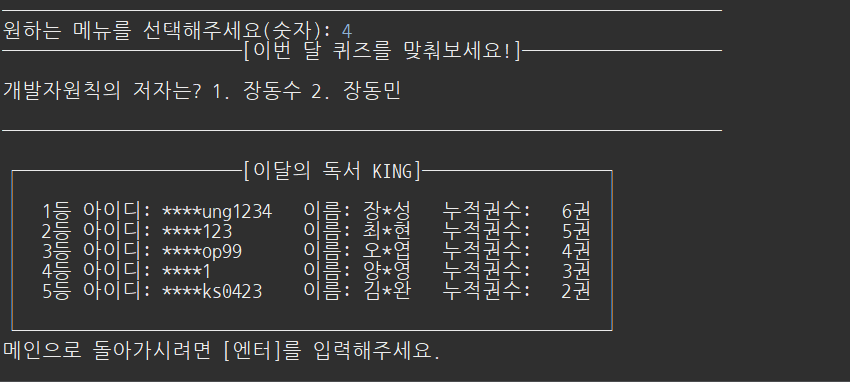 원하는 메뉴를 선택해주세요(숫자): 4
[이번 달 퀴즈를 맞춰보세요!]
개발자원칙의 저자는? 1. 장동수 2. 장동민
[이달의 독서 KING]
1등 아이디: ****ung1234 이름: 장*성 누적권수: 6권
2등 아이디: ****123 이름: 최*현 누적권수: 5권
3등 아이디: ****op99 이름: 오*엽 누적권수: 4권
4등 아이디: ****1 이름: 양*영 누적권수: 3권
5등 아이디: ****ks0423 이름: 김*완 누적권수: 2권
메인으로 돌아가시려면 [엔터]를 입력해주세요.